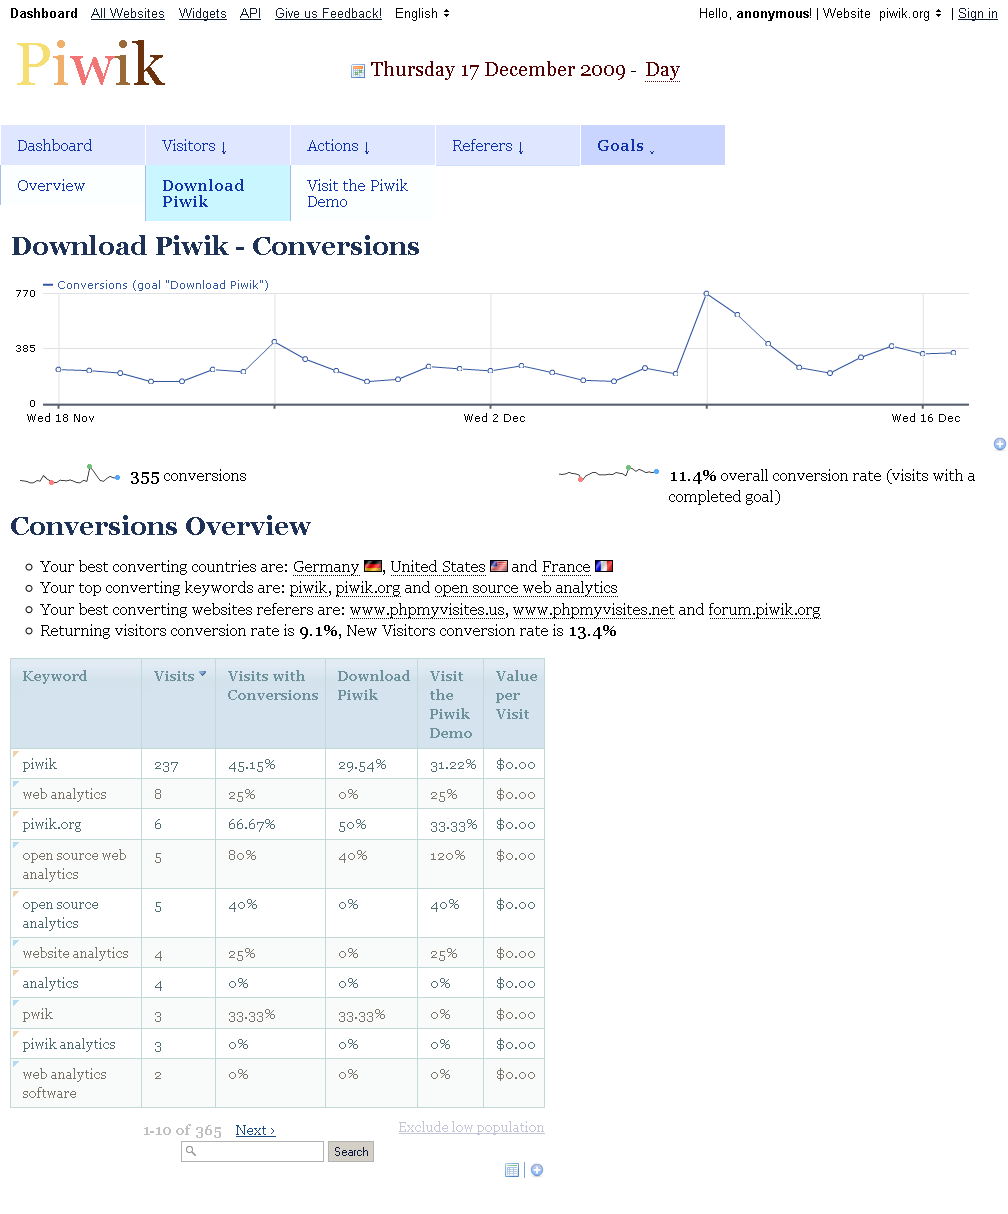 Dashboard All Websites Widgets API Give us Feedback! English Hello, anonymous! | Website piwik.org | Sign in
Piwik
Thursday 17 December 2009 - Day
Dashboard Visitors ↓ Actions ↓ Referers ↓ Goals
Overview Download Piwik Visit the Piwik Demo
Download Piwik - Conversions
Conversions (goal "Download Piwik")
770
385
0
Wed 18 Nov Wed 2 Dec Wed 16 Dec
355 conversions
11.4% overall conversion rate (visits with a
completed goal)
Conversions Overview
Your best converting countries are: Germany, United States and France
Your top converting keywords are: piwik, piwik.org and open source web analytics
Your best converting websites referers are: www.phpmyvisites.us, www.phpmyvisites.net and forum.piwik.org
Returning visitors conversion rate is 9.1%, New Visitors conversion rate is 13.4%
Keyword Visits Visits with Conversions Download Piwik Visit the Piwik Demo Value per Visit
piwik 237 45.15% 29.54% 31.22% $0.00
web analytics 8 25% 0% 25% $0.00
piwik.org 6 66.67% 50% 33.33% $0.00
open source web analytics 5 80% 40% 120% $0.00
open source analytics 5 40% 0% 40% $0.00
website analytics 4 25% 0% 25% $0.00
analytics 4 0% 0% 0% $0.00
pwik 3 33.33% 33.33% 0% $0.00
piwik analytics 3 0% 0% 0% $0.00
web analytics software 2 0% 0% 0% $0.00
1-10 of 365 Next › Exclude low population
Search